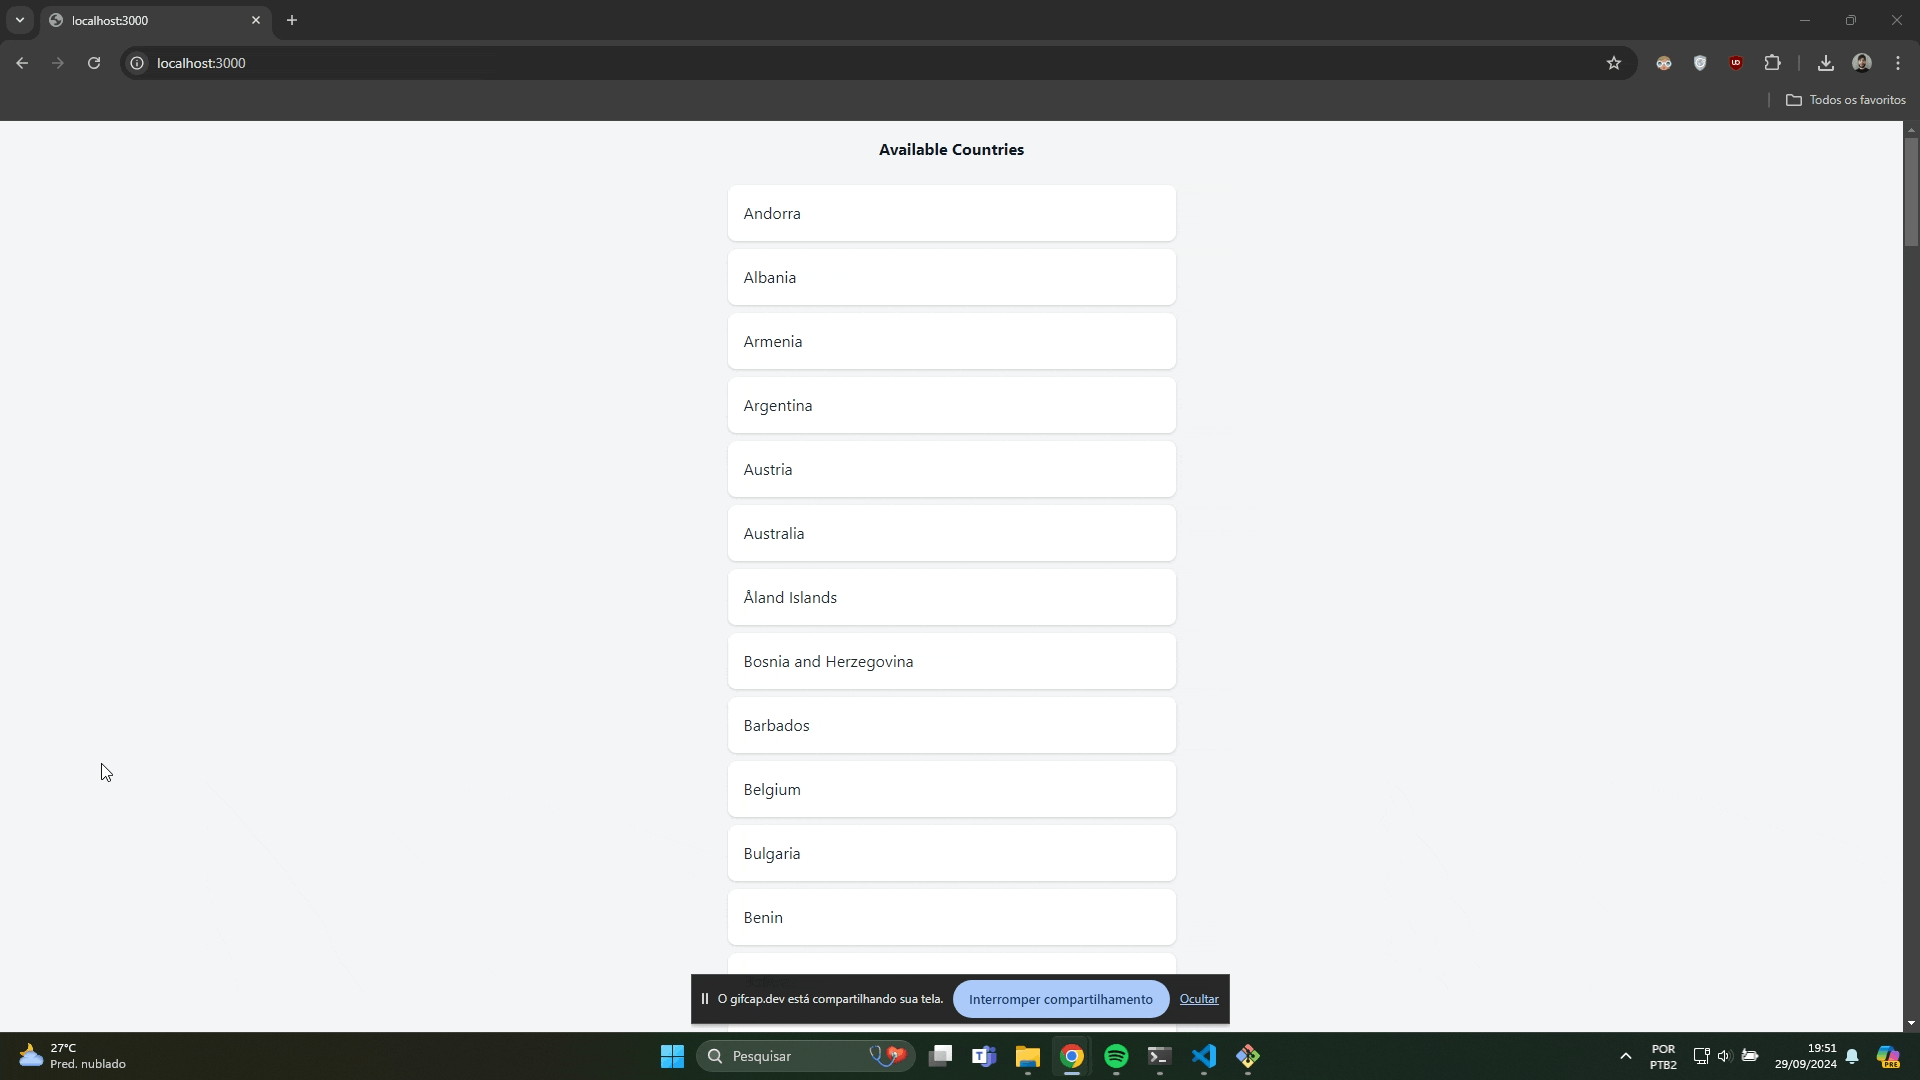 localhost:3000
localhost:3000
Todos os favoritos
Available Countries
Andorra
Albania
Armenia
Argentina
Austria
Australia
Åland Islands
Bosnia and Herzegovina
Barbados
Belgium
Bulgaria
Benin
O gifcap.dev está compartilhando sua tela.
Interromper compartilhamento
Ocultar
27°C
Pred. nublado
Pesquisar
POR
PTB2
19:51
29/09/2024
PRE